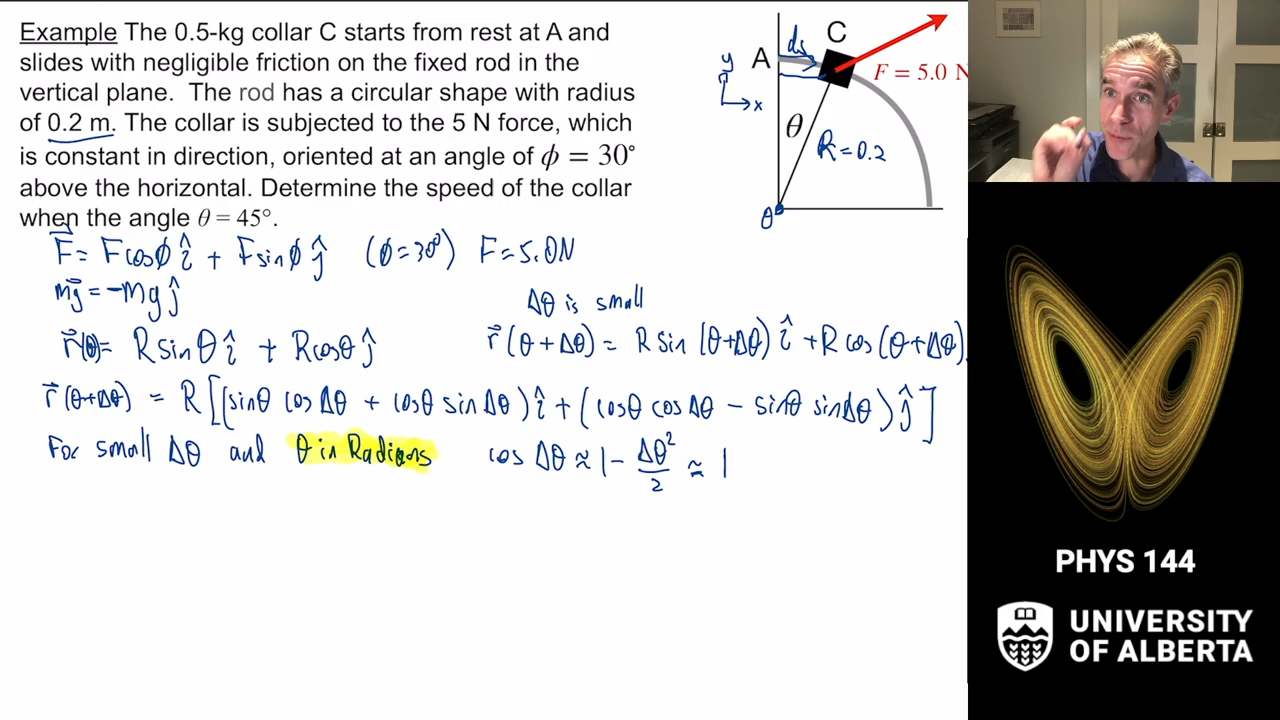 Example The 0.5-kg collar C starts from rest at A and
slides with negligible friction on the fixed rod in the
vertical plane. The rod has a circular shape with radius
of 0.2 m. The collar is subjected to the 5 N force, which
is constant in direction, oriented at an angle of ϕ = 30°
above the horizontal. Determine the speed of the collar
when the angle θ = 45°.
A
ds
C
F = 5.0 N
y
x
θ
R = 0.2
O
F⃗ = F cosϕ î + F sinϕ ĵ (ϕ = 30°) F = 5.0N
mg⃗ = -mg ĵ
Δθ is small
r⃗(θ) = R sin θ î + R cosθ ĵ
r⃗(θ + Δθ) = R sin (θ+Δθ) î + R cos (θ+Δθ)
r⃗(θ+Δθ) = R [(sinθ cos Δθ + cosθ sin Δθ) î + (cosθ cos Δθ - sinθ sin Δθ) ĵ ]
For small Δθ and θ in Radians cos Δθ ≈ 1 - Δθ²/2 ≈ 1
PHYS 144
UNIVERSITY
OF ALBERTA